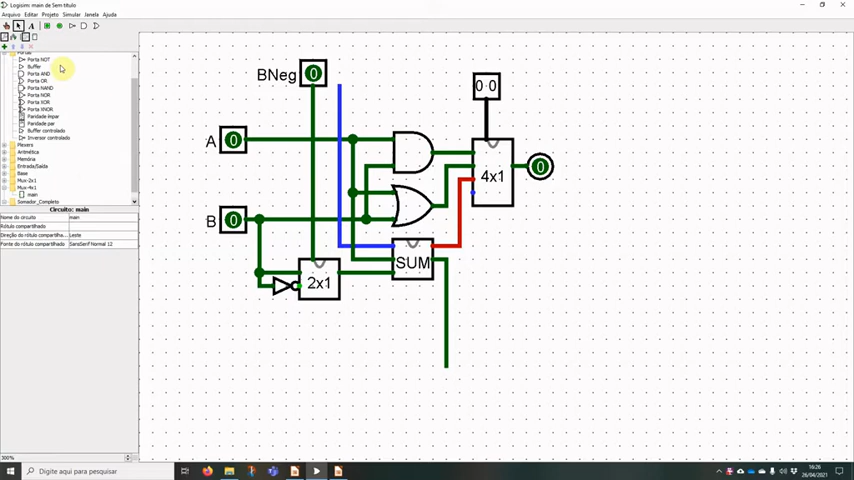 Logisim: main de Sem título
Arquivo Editar Projeto Simular Janela Ajuda
Portas
Porta NOT
Buffer
Porta AND
Porta OR
Porta NAND
Porta NOR
Porta XOR
Porta XNOR
Paridade ímpar
Paridade par
Buffer controlado
Inversor controlado
Plexers
Aritmética
Memória
Entrada/Saída
Base
Mux-2x1
Mux-4x1
main
Somador_Completo
Circuito: main
Nome do circuito main
Rótulo compartilhado
Direção do rótulo compartilha... Leste
Fonte do rótulo compartilhado SansSerif Normal 12
300%
BNeg 0
0 0
A 0
4x1
0
B 0
SUM
2x1
Digite aqui para pesquisar
16:26
26/04/2021